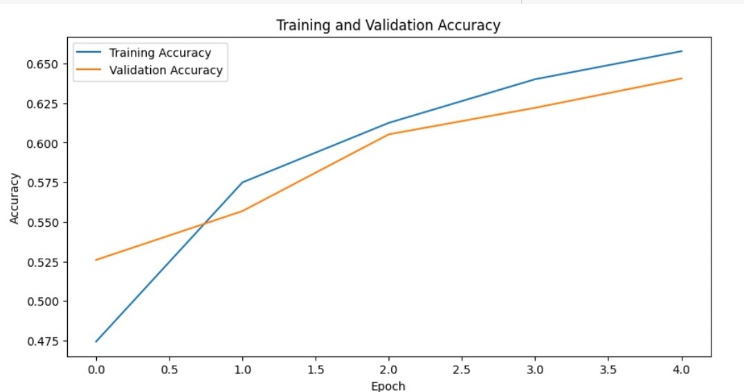 Training and Validation Accuracy
Training Accuracy
Validation Accuracy
0.650
0.625
0.600
0.575
0.550
0.525
0.500
0.475
Accuracy
0.0 0.5 1.0 1.5 2.0 2.5 3.0 3.5 4.0
Epoch